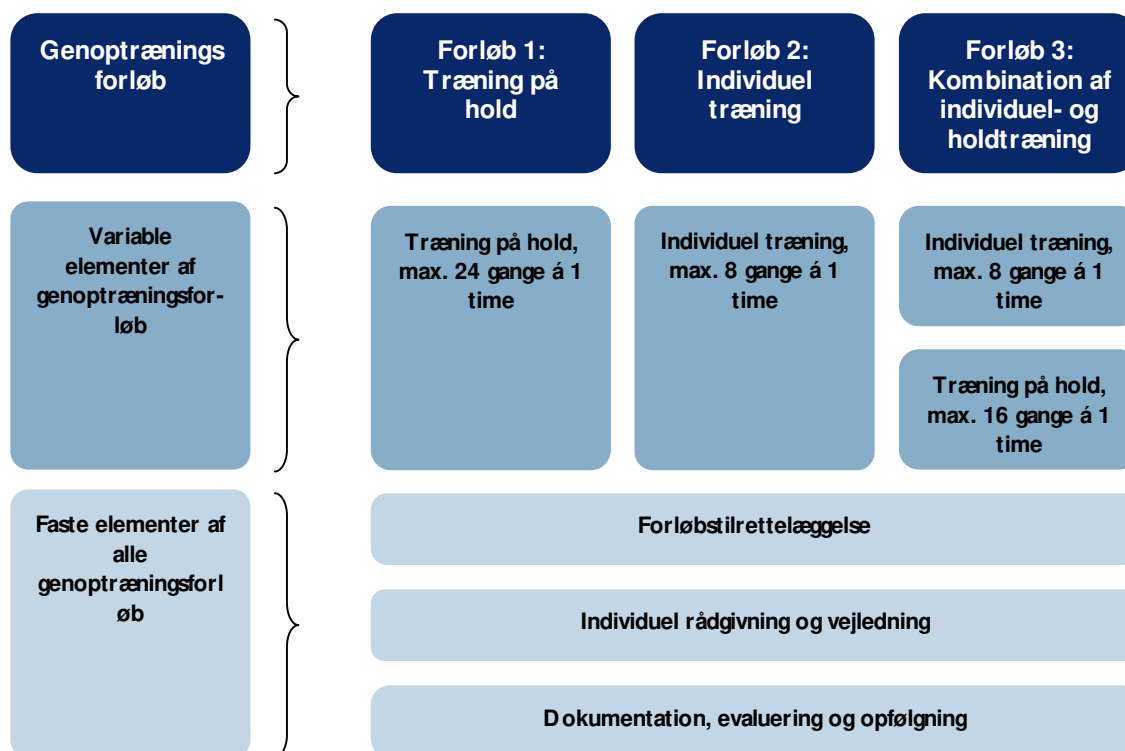 Genoptrænings
forløb
Forløb 1:
Træning på
hold
Forløb 2:
Individuel
træning
Forløb 3:
Kombination af
individuel- og
holdtræning
Variable
elementer af
genoptræningsfor-
løb
Træning på hold,
max. 24 gange á 1
time
Individuel træning,
max. 8 gange á 1
time
Individuel træning,
max. 8 gange á 1
time
Træning på hold,
max. 16 gange á 1
time
Faste elementer af
alle
genoptræningsforl
øb
Forløbstilrettelæggelse
Individuel rådgivning og vejledning
Dokumentation, evaluering og opfølgning